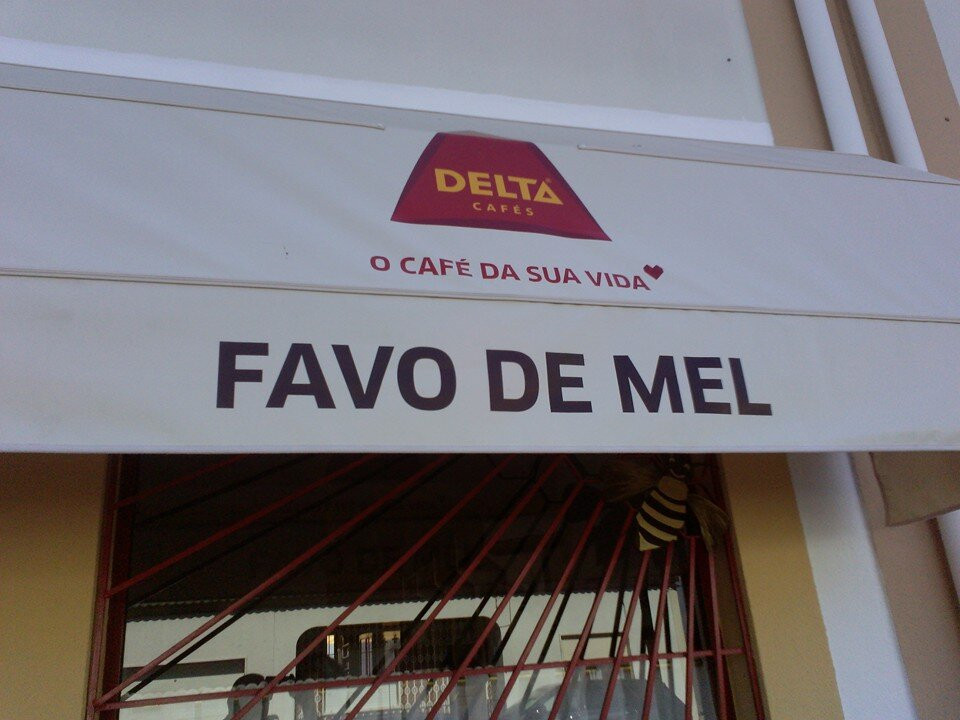 DELTA
CAFÉS
O CAFÉ DA SUA VIDA
FAVO DE MEL